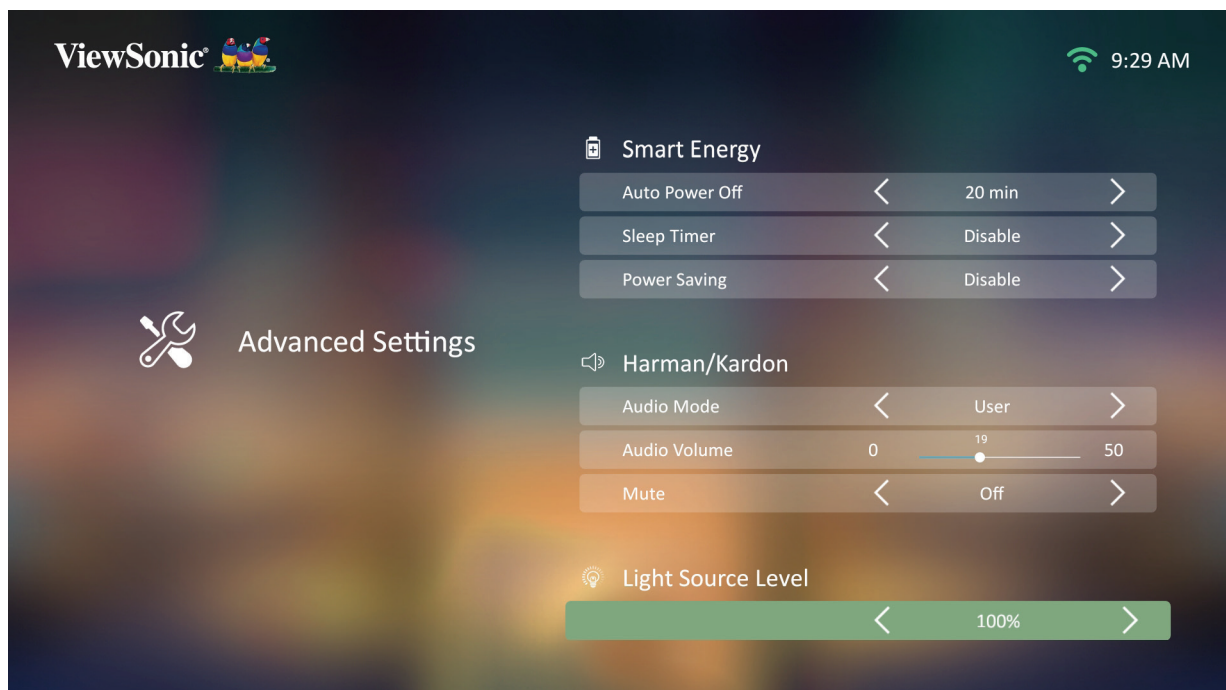 ViewSonic®
9:29 AM
Smart Energy
Auto Power Off 20 min
Sleep Timer Disable
Power Saving Disable
Advanced Settings
Harman/Kardon
Audio Mode User
Audio Volume 0 19 50
Mute Off
Light Source Level
100%